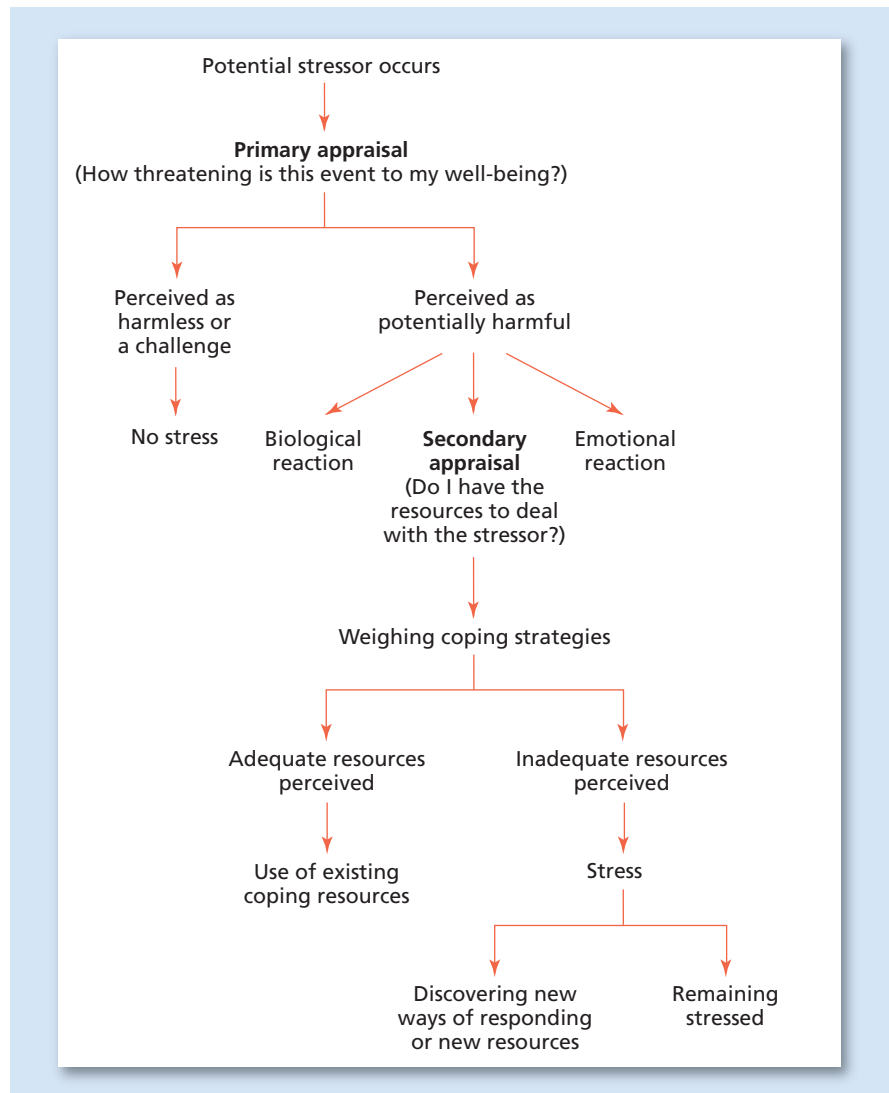 Potential stressor occurs
Primary appraisal
(How threatening is this event to my well-being?)
Perceived as
harmless or
a challenge
Perceived as
potentially harmful
No stress
Biological
reaction
Secondary
appraisal
(Do I have the
resources to deal
with the stressor?)
Emotional
reaction
Weighing coping strategies
Adequate resources
perceived
Inadequate resources
perceived
Use of existing
coping resources
Stress
Discovering new
ways of responding
or new resources
Remaining
stressed